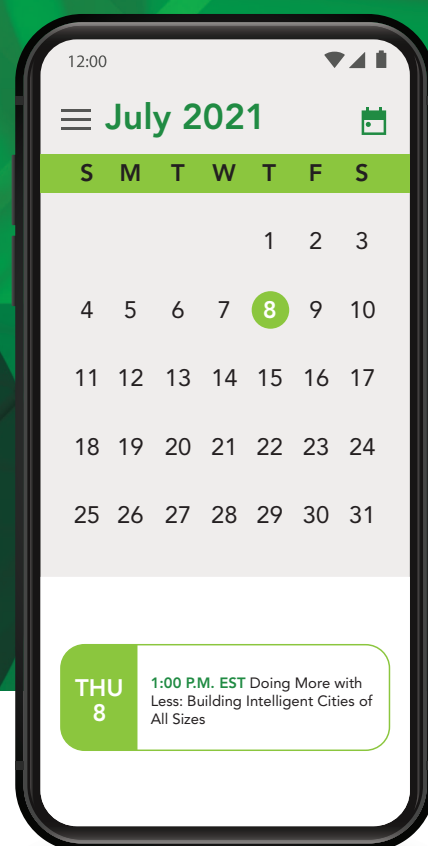 12:00
July 2021
S M T W T F S
1 2 3
4 5 6 7 8 9 10
11 12 13 14 15 16 17
18 19 20 21 22 23 24
25 26 27 28 29 30 31
THU
8
1:00 P.M. EST Doing More with
Less: Building Intelligent Cities of
All Sizes